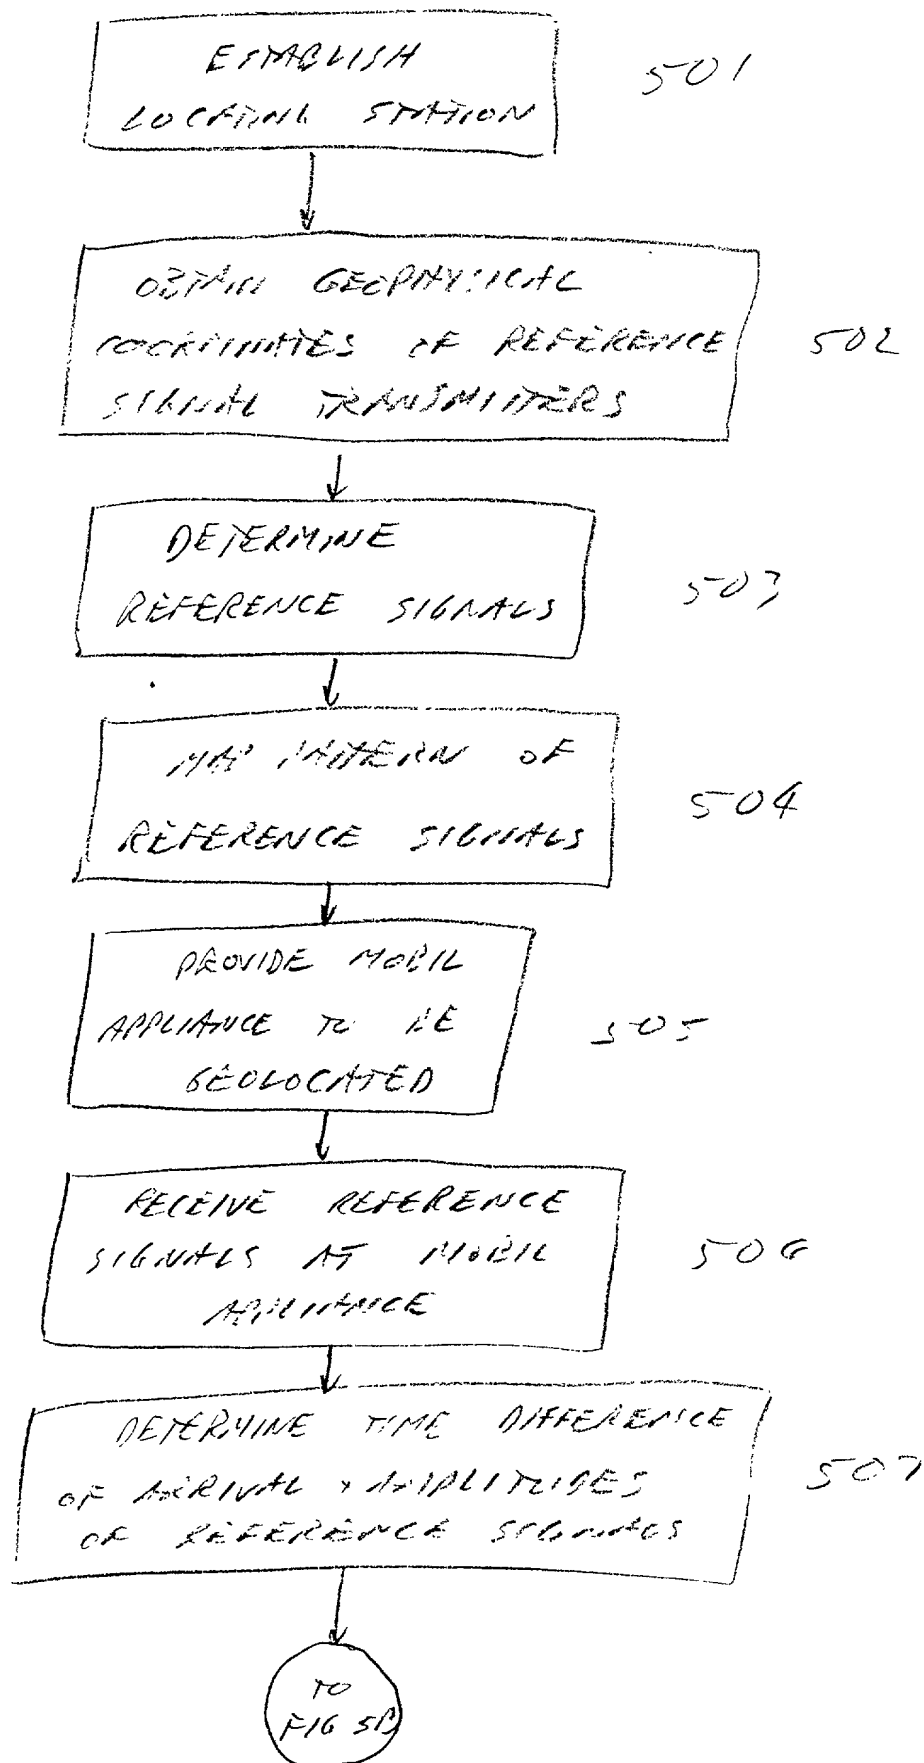 ESTABLISH
LOCATING STATION
501
OBTAIN GEOPHYSICAL
COORDINATES OF REFERENCE
SIGNAL TRANSMITTERS
502
DETERMINE
REFERENCE SIGNALS
503
MAP PATTERN OF
REFERENCE SIGNALS
504
PROVIDE MOBIL
APPLIANCE TO BE
GEOLOCATED
505
RECEIVE REFERENCE
SIGNALS AT MOBIL
APPLIANCE
506
DETERMINE TIME DIFFERENCE
OF ARRIVAL + AMPLITUDES
OF REFERENCE SIGNALS
507
TO
FIG 5B